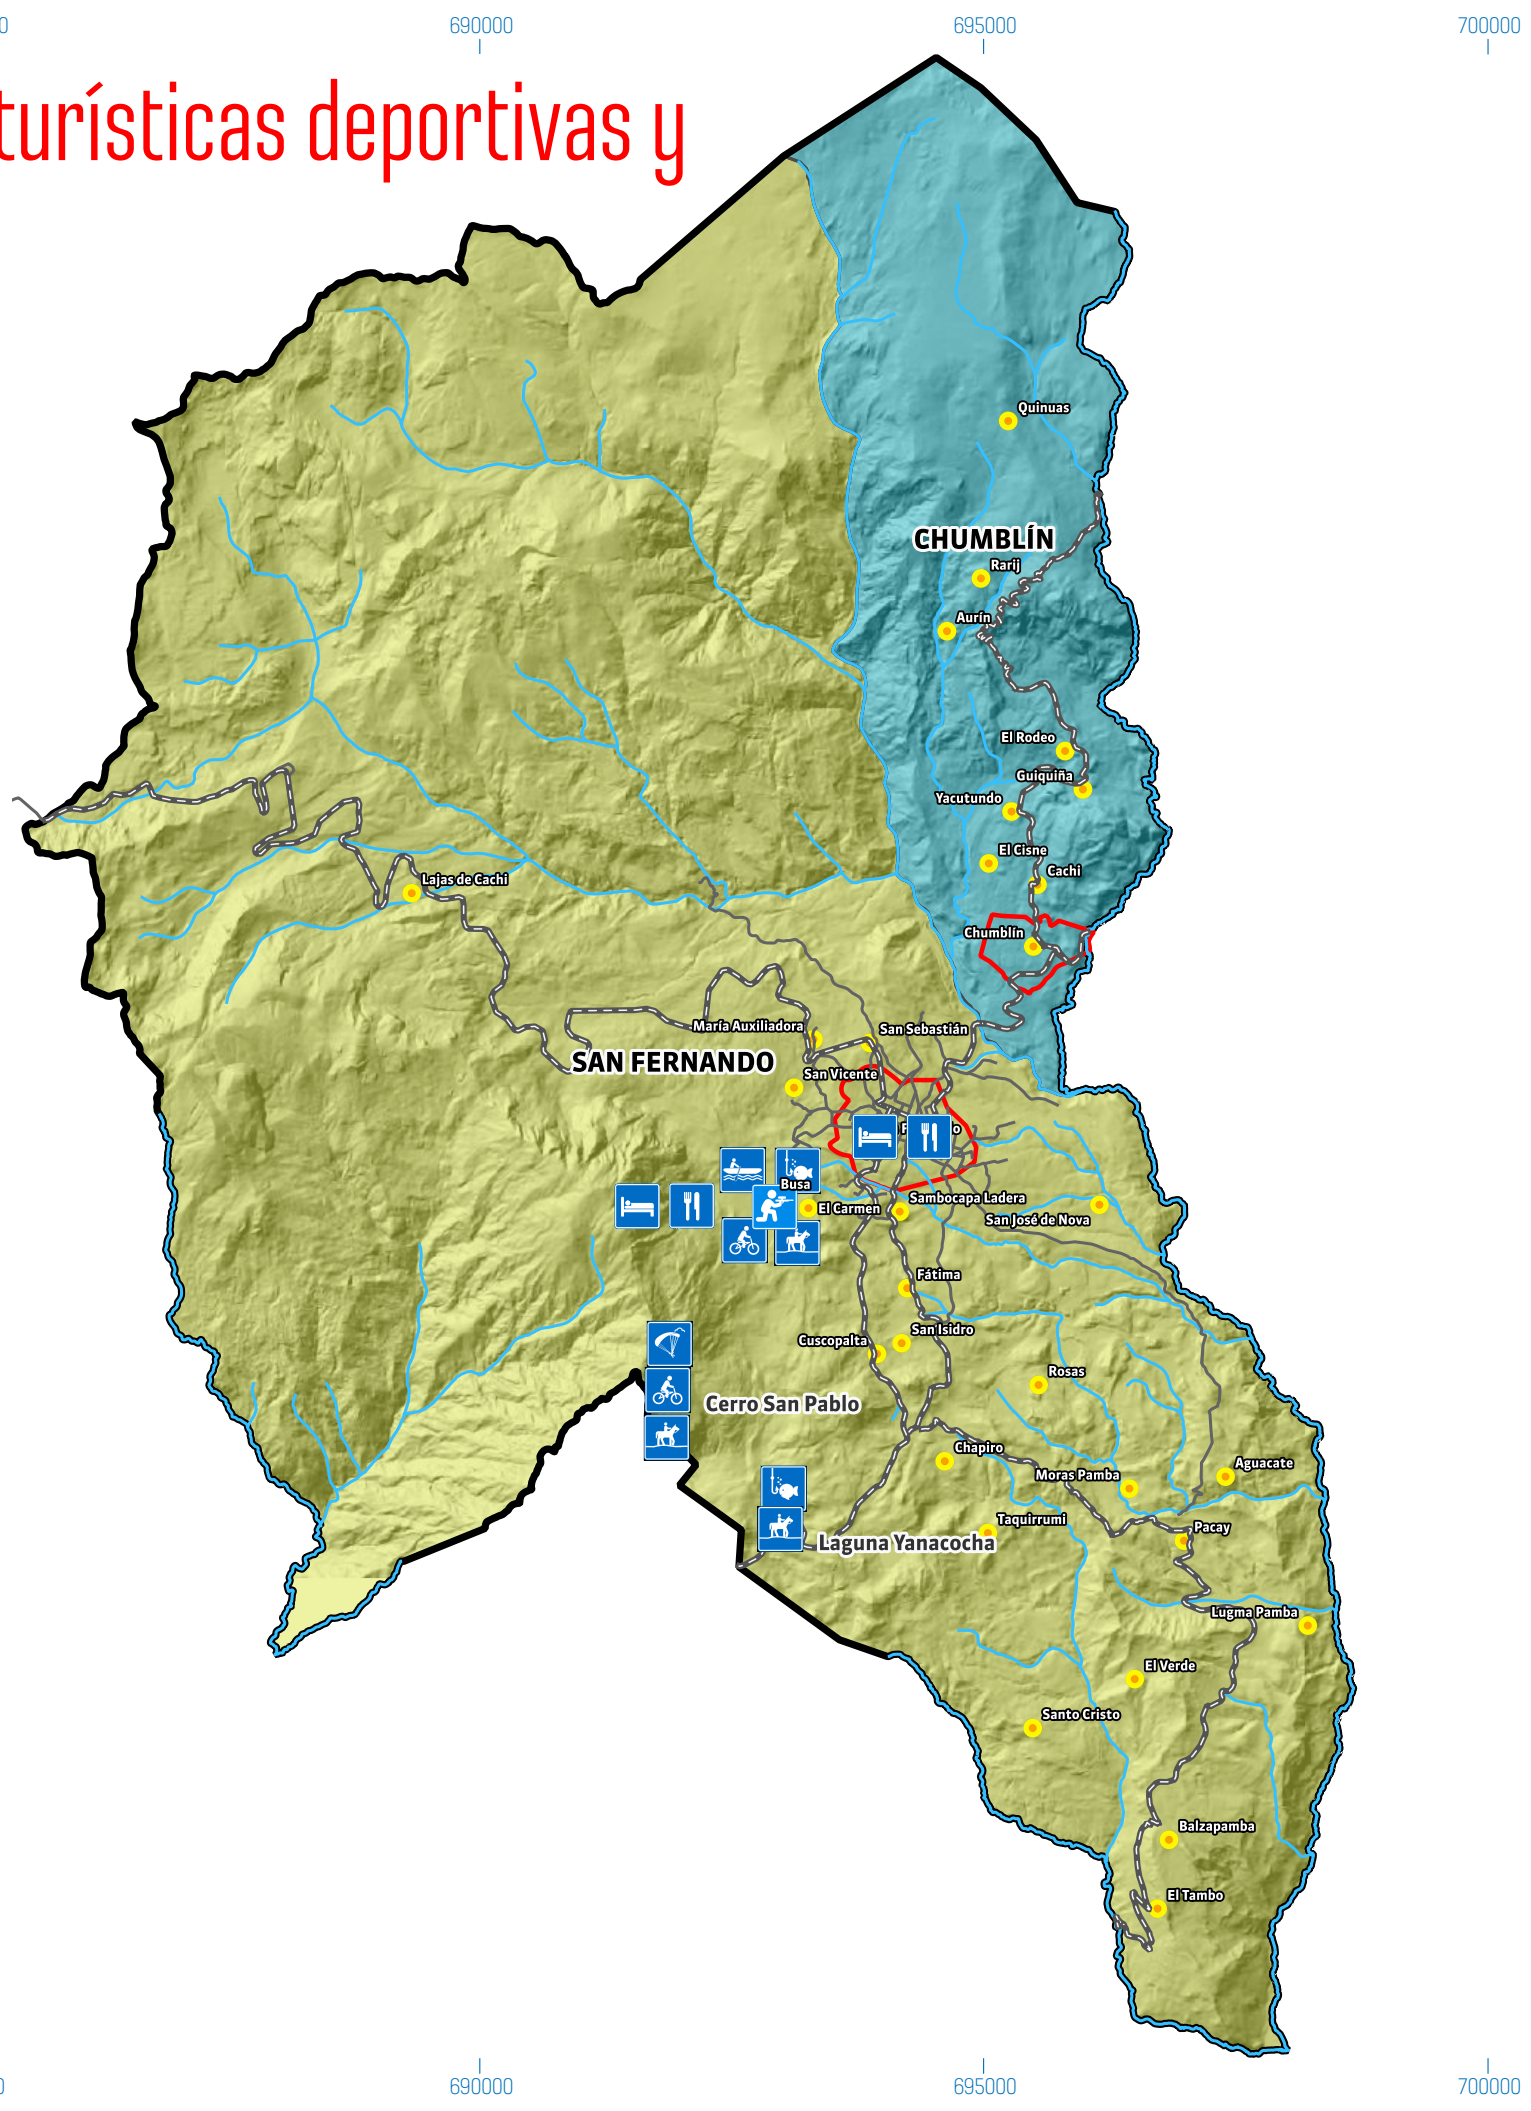 690000
695000
700000
turísticas deportivas y
Quinuas
CHUMBLÍN
Rarij
Aurín
El Rodeo
Guiquiña
Yacutundo
El Cisne
Cachi
Lajas de Cachi
Chumblín
María Auxiliadora
San Sebastián
SAN FERNANDO
San Vicente
Busa
El Carmen
Sambocapa Ladera
San José de Nova
Fátima
San Isidro
Cuscopalta
Rosas
Cerro San Pablo
Chapiro
Moras Pamba
Aguacate
Taquirrumi
Pacay
Laguna Yanacocha
Lugma Pamba
El Verde
Santo Cristo
Balzapamba
El Tambo
690000
695000
700000